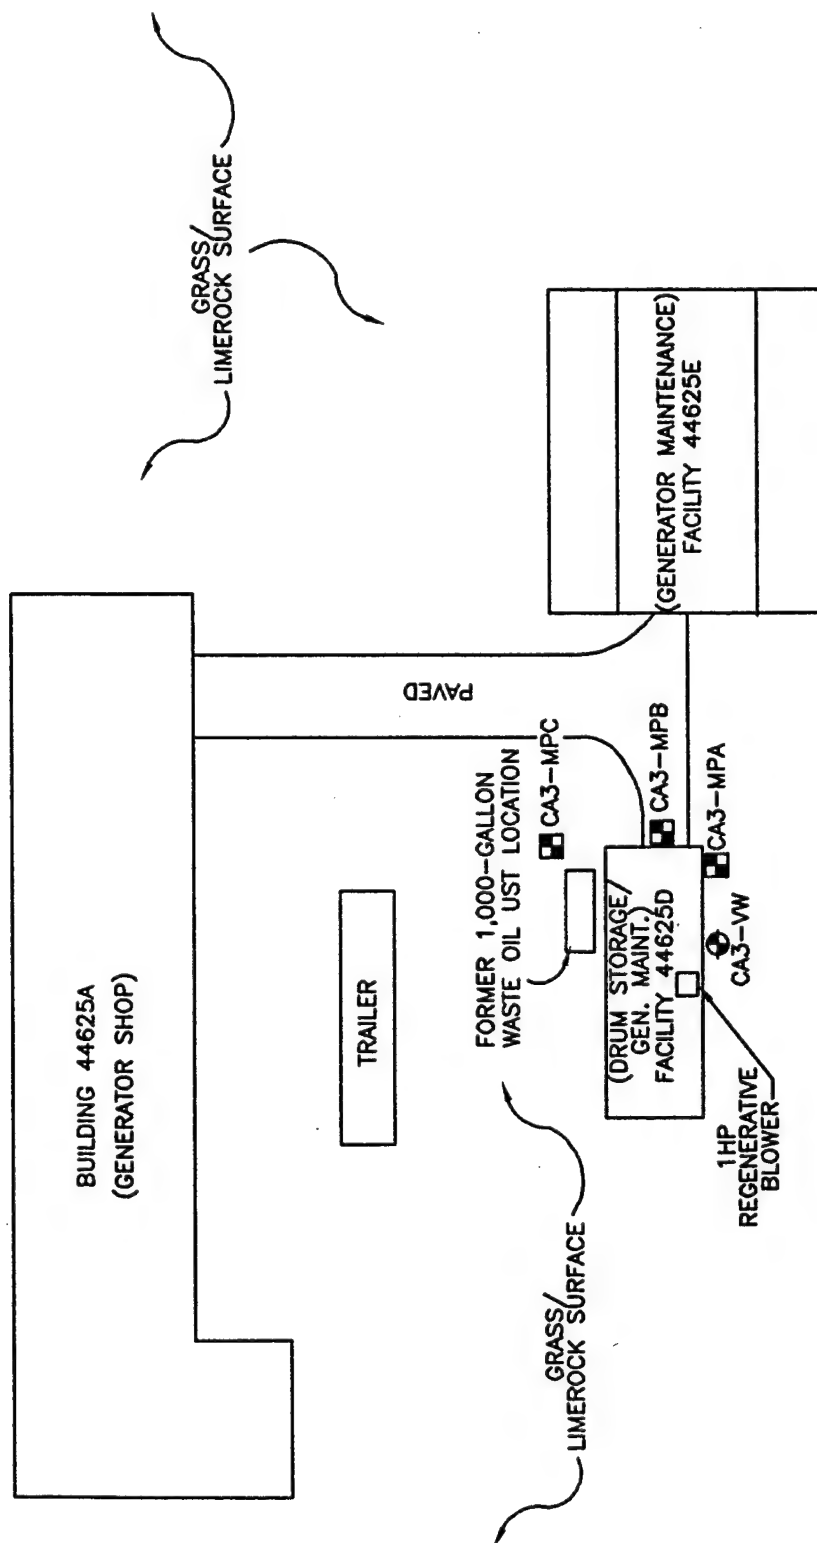 BUILDING 44625A
(GENERATOR SHOP)
GRASS/
LIMEROCK SURFACE
TRAILER
PAVED
FORMER 1,000-GALLON
WASTE OIL UST LOCATION
CA3-MPC
GRASS/
LIMEROCK SURFACE
(DRUM STORAGE/
GEN. MAINT.)
FACILITY 44625D
CA3-MPB
(GENERATOR MAINTENANCE)
FACILITY 44625E
CA3-MPA
CA3-VW
1HP
REGENERATIVE
BLOWER